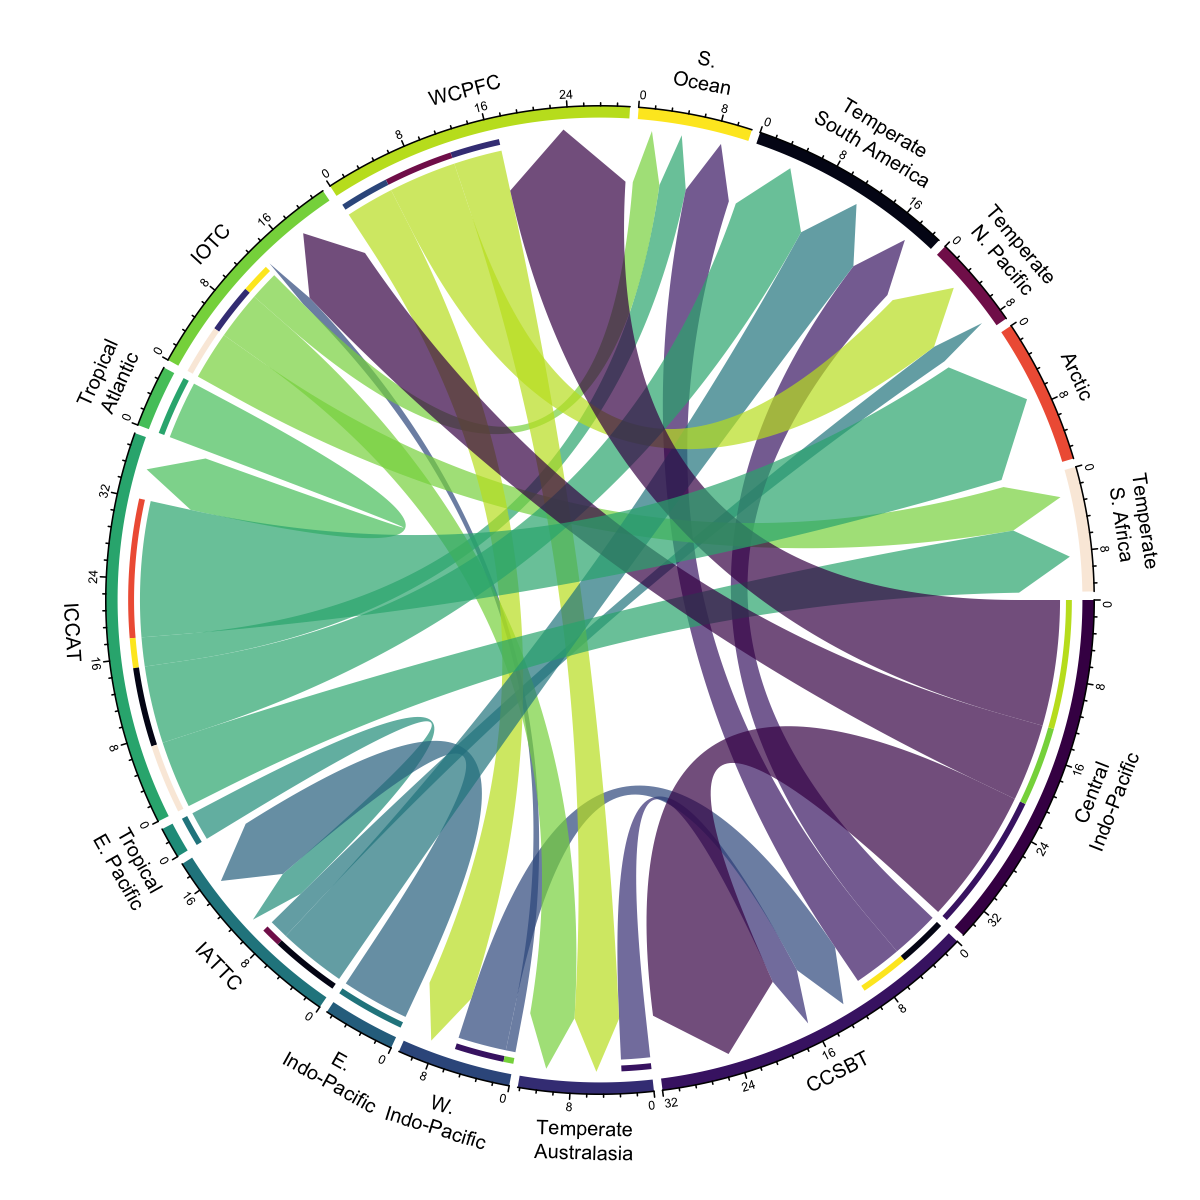 WCPFC
0
8
16
24
S.
Ocean
0
8
Temperate
South America
0
8
16
Temperate
N. Pacific
0
8
Arctic
0
8
Temperate
S. Africa
0
8
Central
Indo-Pacific
0
8
16
24
32
CCSBT
0
8
16
24
32
Temperate
Australasia
0
8
W.
Indo-Pacific
0
8
E.
Indo-Pacific
0
IATTC
0
8
16
Tropical
E. Pacific
0
ICCAT
0
8
16
24
32
Tropical
Atlantic
0
IOTC
0
8
16